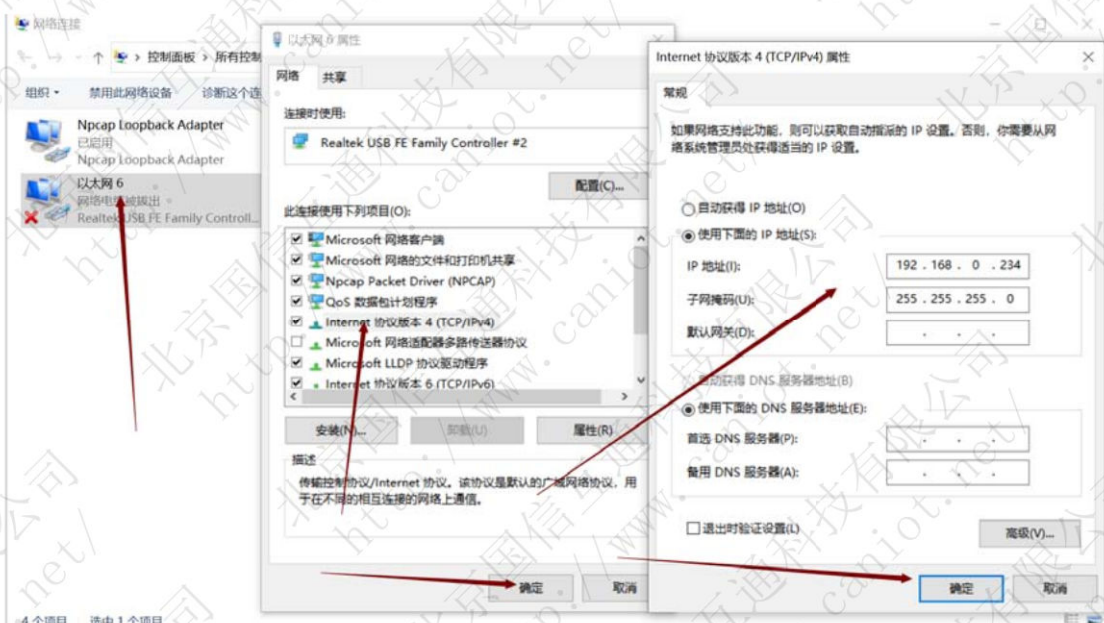 网络连接
控制面板 › 所有控制
组织
禁用此网络设备
诊断这个连
Npcap Loopback Adapter
已启用
Npcap Loopback Adapter
以太网 6
网络电缆被拔出
Realtek USB FE Family Controll...
4 个项目
选中 1 个项目
以太网 6 属性
网络
共享
连接时使用:
Realtek USB FE Family Controller #2
配置(C)...
此连接使用下列项目(O):
Microsoft 网络客户端
Microsoft 网络的文件和打印机共享
Npcap Packet Driver (NPCAP)
QoS 数据包计划程序
Internet 协议版本 4 (TCP/IPv4)
Microsoft 网络适配器多路传送器协议
Microsoft LLDP 协议驱动程序
Internet 协议版本 6 (TCP/IPv6)
安装(N)...
卸载(U)
属性(R)
描述
传输控制协议/Internet 协议。该协议是默认的广域网络协议，用
于在不同的相互连接的网络上通信。
确定
取消
Internet 协议版本 4 (TCP/IPv4) 属性
常规
如果网络支持此功能，则可以获取自动指派的 IP 设置。否则，你需要从网
络系统管理员处获得适当的 IP 设置。
自动获得 IP 地址(O)
使用下面的 IP 地址(S):
IP 地址(I):
192 . 168 . 0 . 234
子网掩码(U):
255 . 255 . 255 . 0
默认网关(D):
自动获得 DNS 服务器地址(B)
使用下面的 DNS 服务器地址(E):
首选 DNS 服务器(P):
备用 DNS 服务器(A):
退出时验证设置(L)
高级(V)...
确定
取消